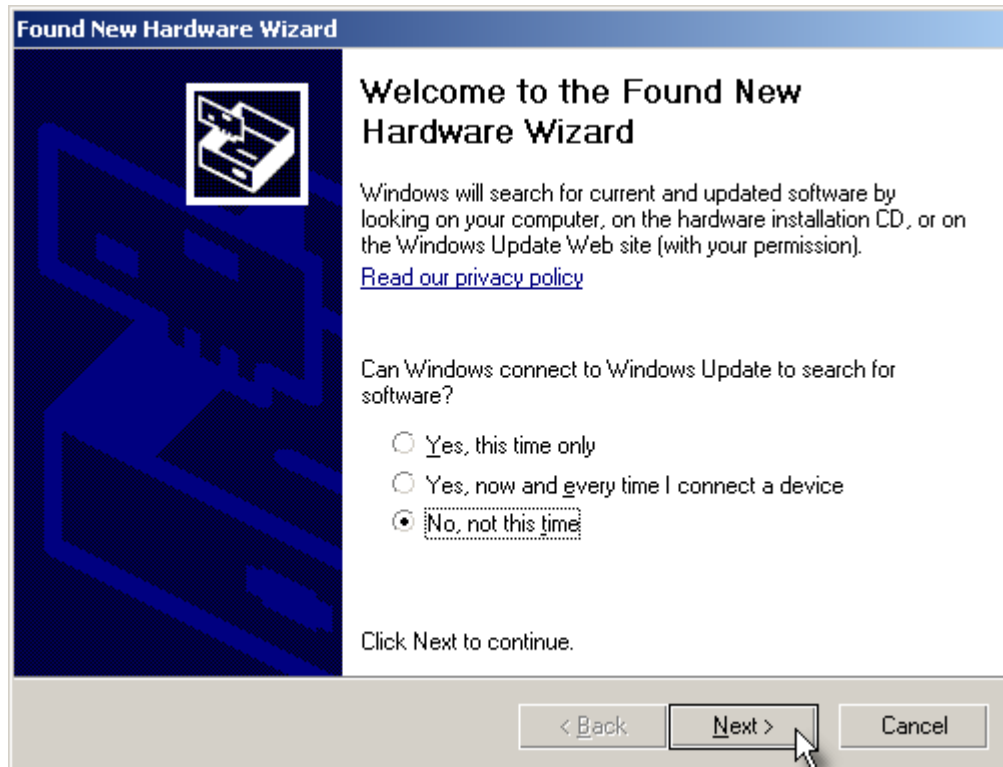 Found New Hardware Wizard
Welcome to the Found New
Hardware Wizard
Windows will search for current and updated software by
looking on your computer, on the hardware installation CD, or on
the Windows Update Web site (with your permission).
Read our privacy policy
Can Windows connect to Windows Update to search for
software?
Yes, this time only
Yes, now and every time I connect a device
No, not this time
Click Next to continue.
< Back
Next >
Cancel